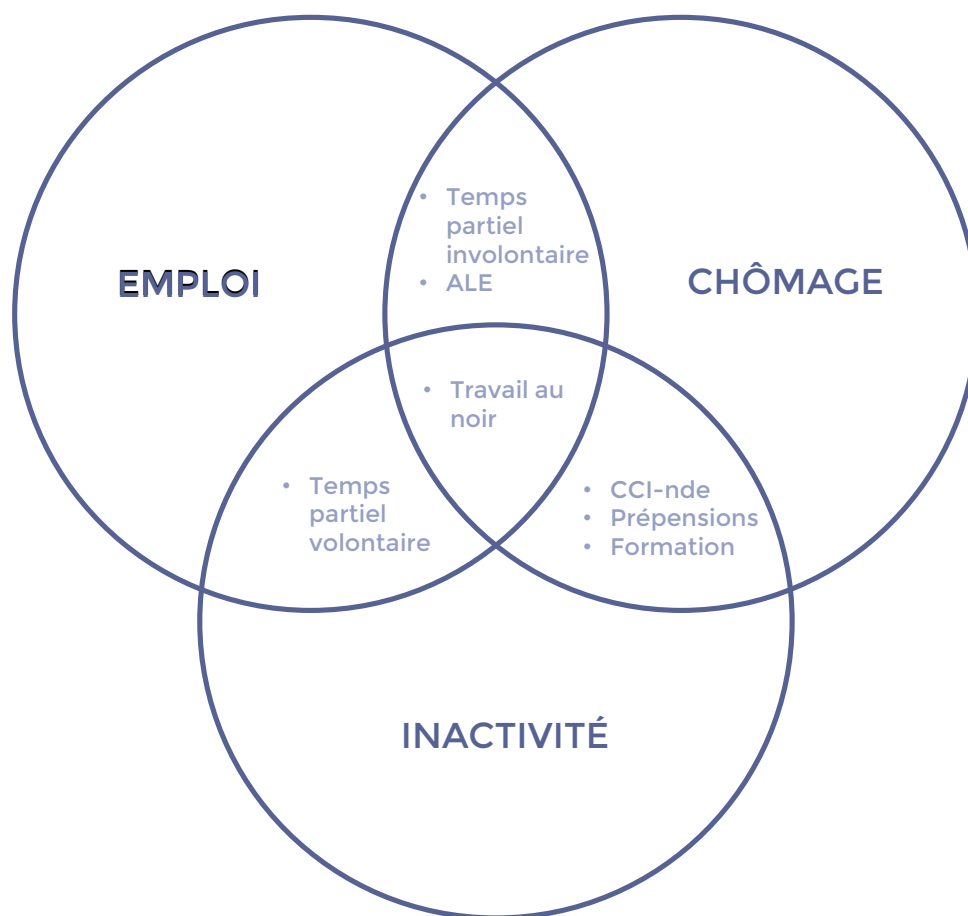 • Temps
partiel
involontaire
• ALE
EMPLOI
CHÔMAGE
• Travail au
noir
• Temps
partiel
volontaire
• CCI-nde
• Prépensions
• Formation
INACTIVITÉ